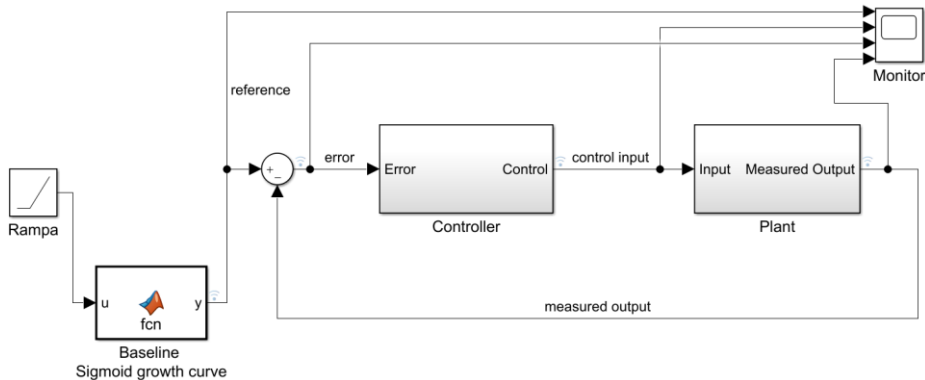 Monitor
reference
error
Error
Control
control input
Input
Measured Output
Controller
Plant
Rampa
u
y
fcn
measured output
Baseline
Sigmoid growth curve